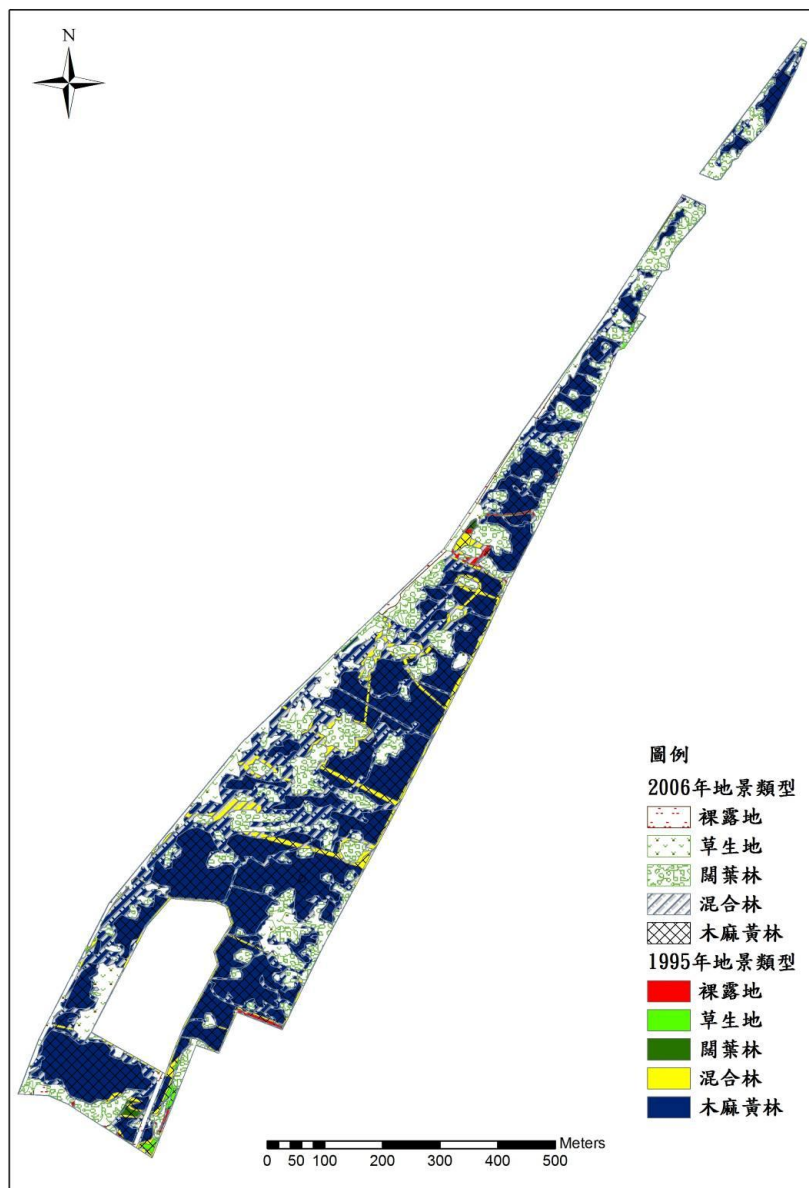 N
圖例
2006年地景類型
裸露地
草生地
闊葉林
混合林
木麻黃林
1995年地景類型
裸露地
草生地
闊葉林
混合林
木麻黃林
Meters
0 50 100 200 300 400 500